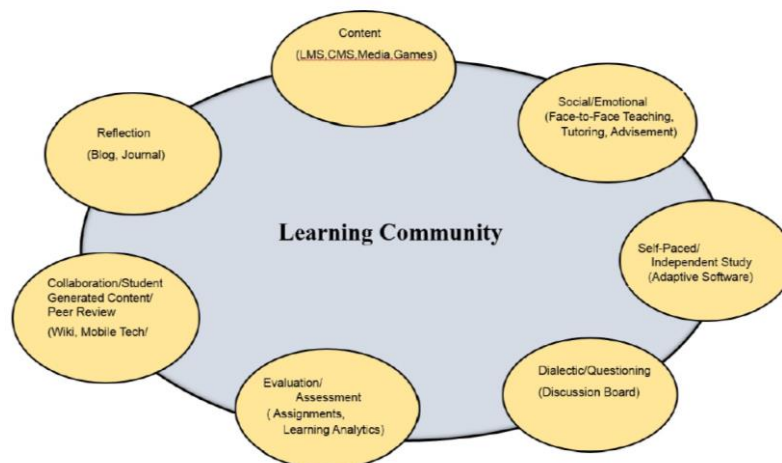 Content
(LMS,CMS,Media,Games)
Social/Emotional
(Face-to-Face Teaching,
Tutoring, Advisement)
Reflection
(Blog, Journal)
Learning Community
Self-Paced/
Independent Study
(Adaptive Software)
Collaboration/Student
Generated Content/
Peer Review
(Wiki, Mobile Tech/
Evaluation/
Assessment
( Assignments,
Learning Analytics)
Dialectic/Questioning
(Discussion Board)